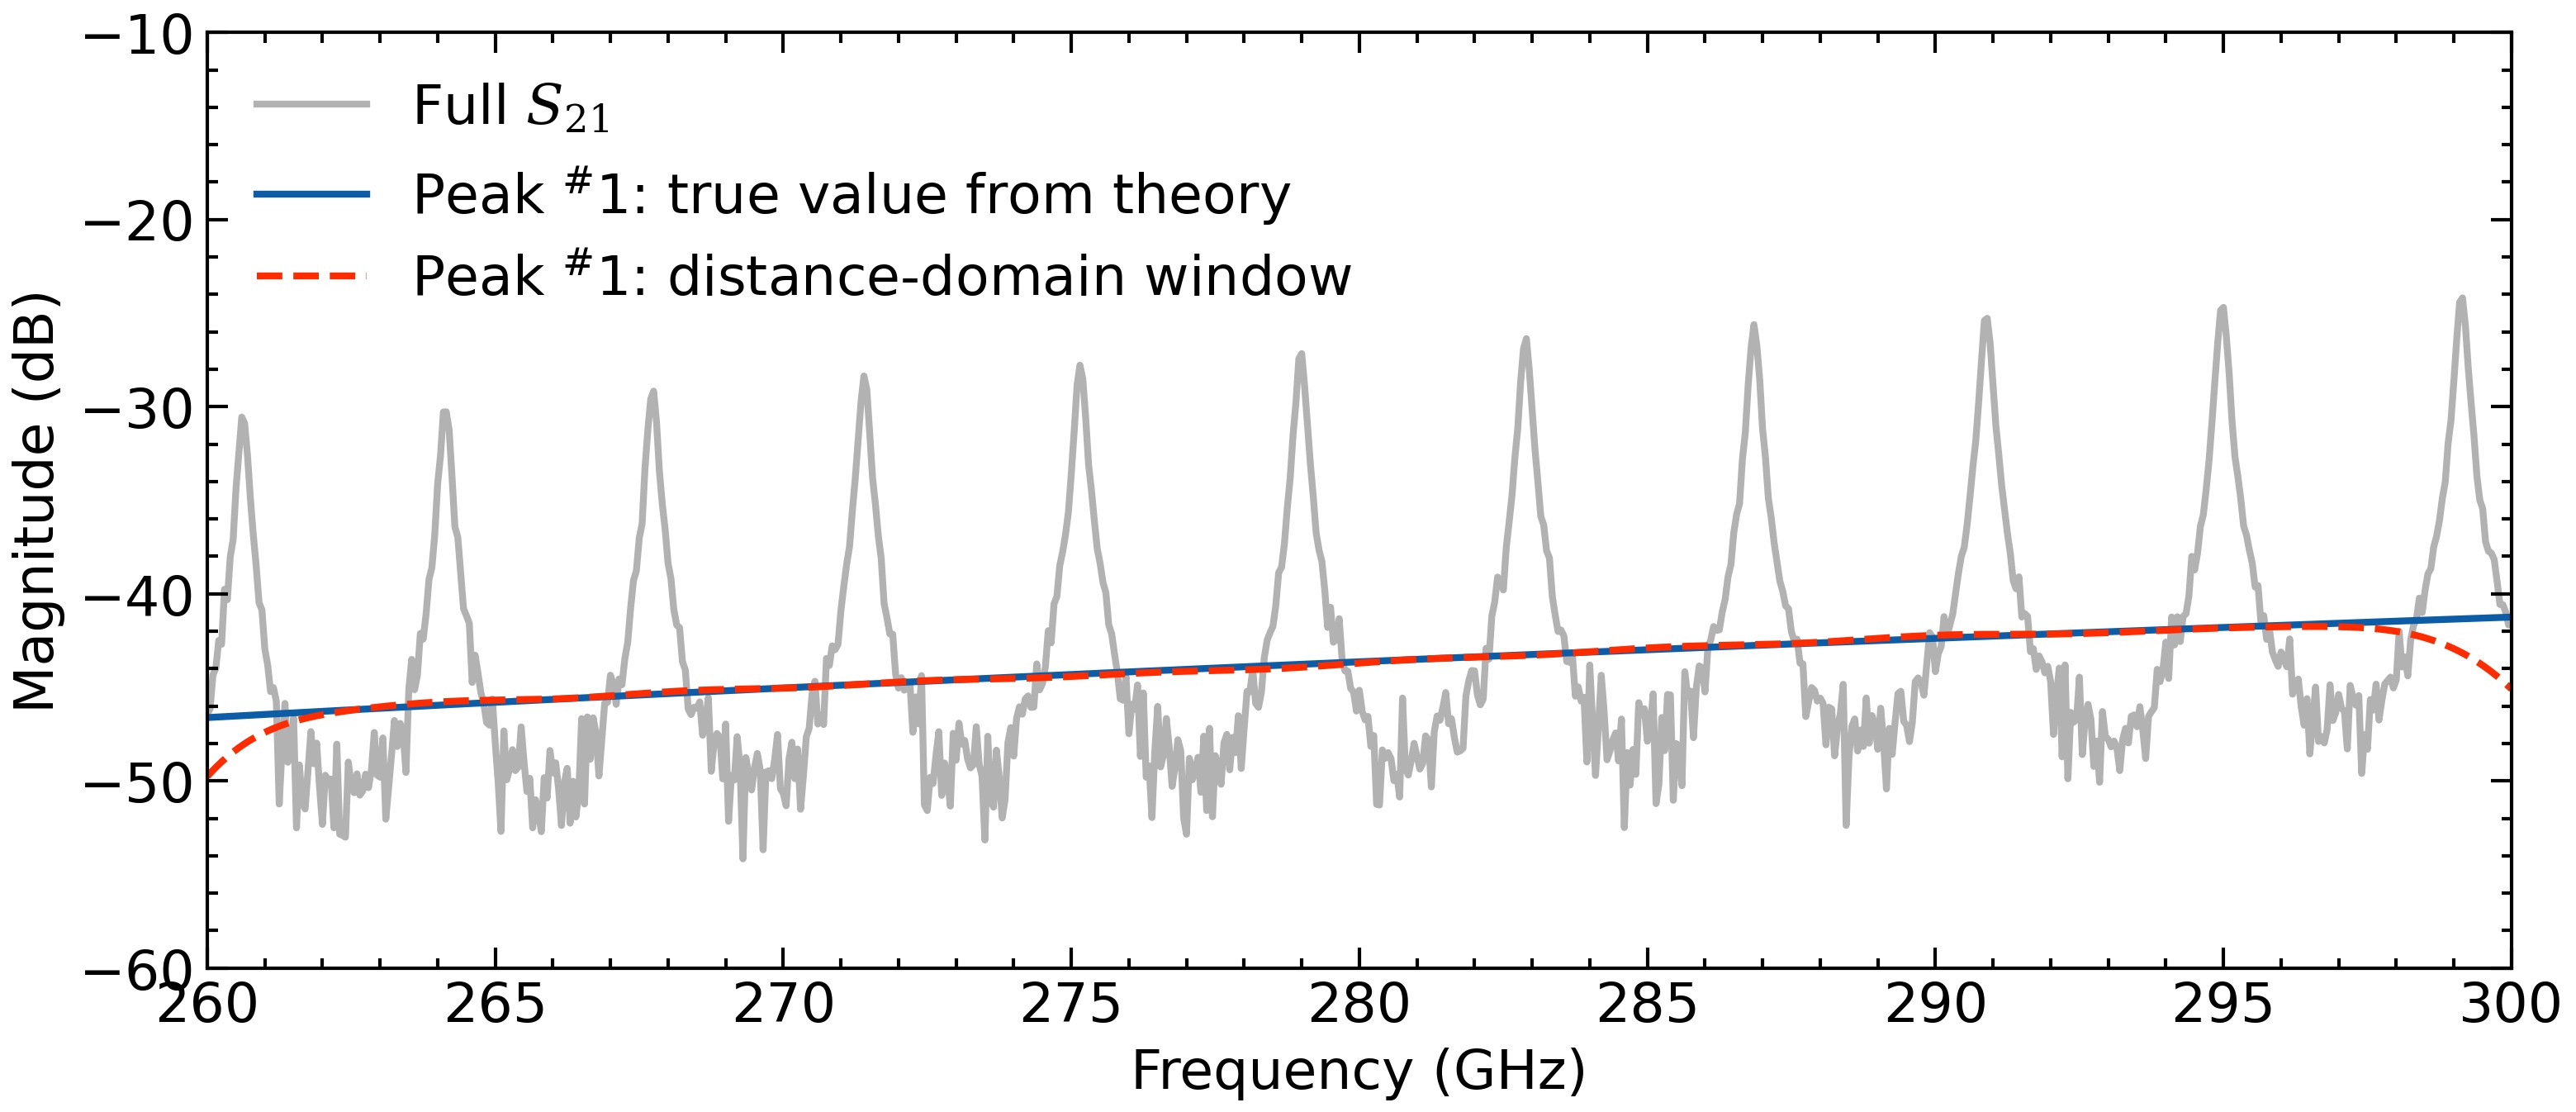 −10
−20
−30
−40
−50
−60
Magnitude (dB)
Full S21
Peak #1: true value from theory
Peak #1: distance-domain window
260 265 270 275 280 285 290 295 300
Frequency (GHz)